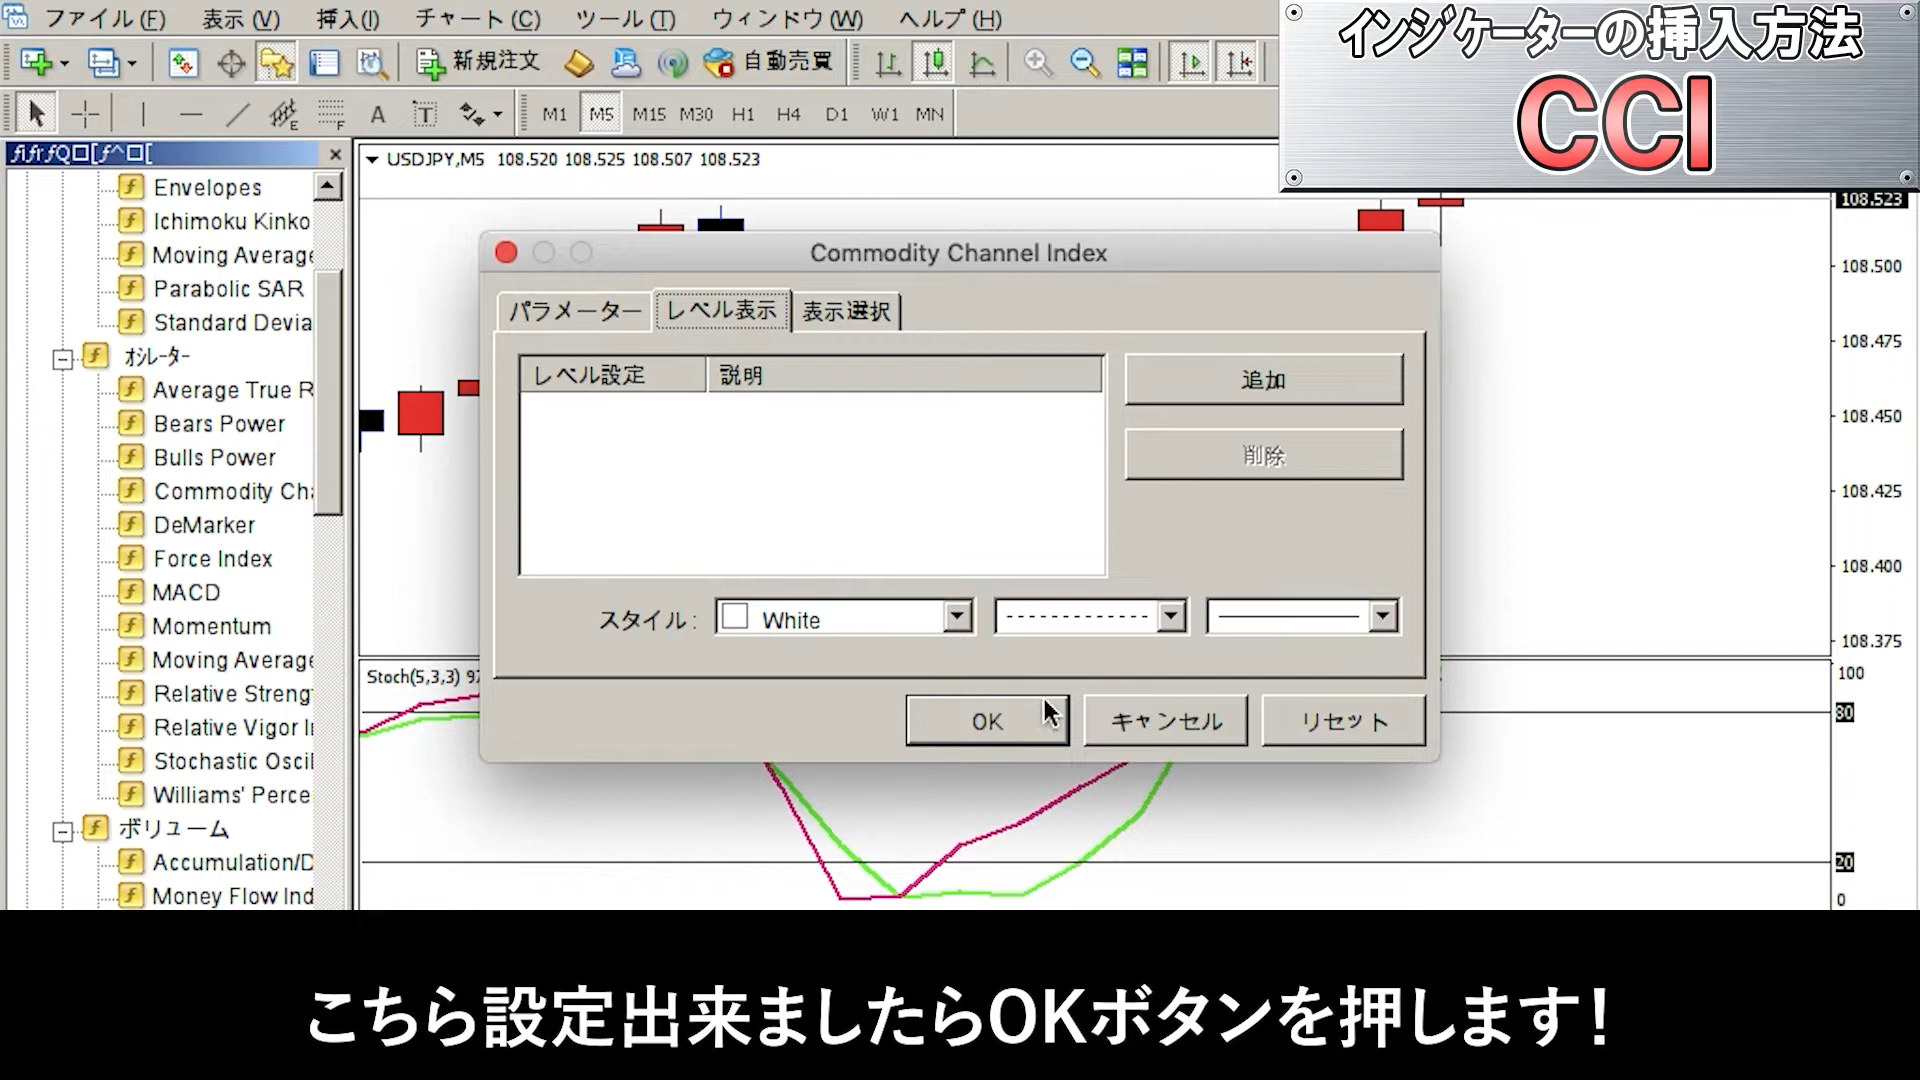 ファイル (F) 表示 (V) 挿入(I) チャート (C) ツール (T) ウィンドウ (W) ヘルプ (H)
インジケーターの挿入方法
CCI
新規注文 自動売買
A T E F M1 M5 M15 M30 H1 H4 D1 W1 MN
USDJPY,M5 108.520 108.525 108.507 108.523
Envelopes
Ichimoku Kinko
Moving Average
Parabolic SAR
Standard Devia
オシレーター
Average True R
Bears Power
Bulls Power
Commodity Cha
DeMarker
Force Index
MACD
Momentum
Moving Average
Relative Streng
Relative Vigor I
Stochastic Oscil
Williams' Perce
ボリューム
Accumulation/D
Money Flow Ind
Commodity Channel Index
パラメーター レベル表示 表示選択
レベル設定 説明
追加
削除
スタイル : White
OK キャンセル リセット
108.523
108.500
108.475
108.450
108.425
108.400
108.375
Stoch(5,3,3) 97
100
80
20
0
こちら設定出来ましたらOKボタンを押します!